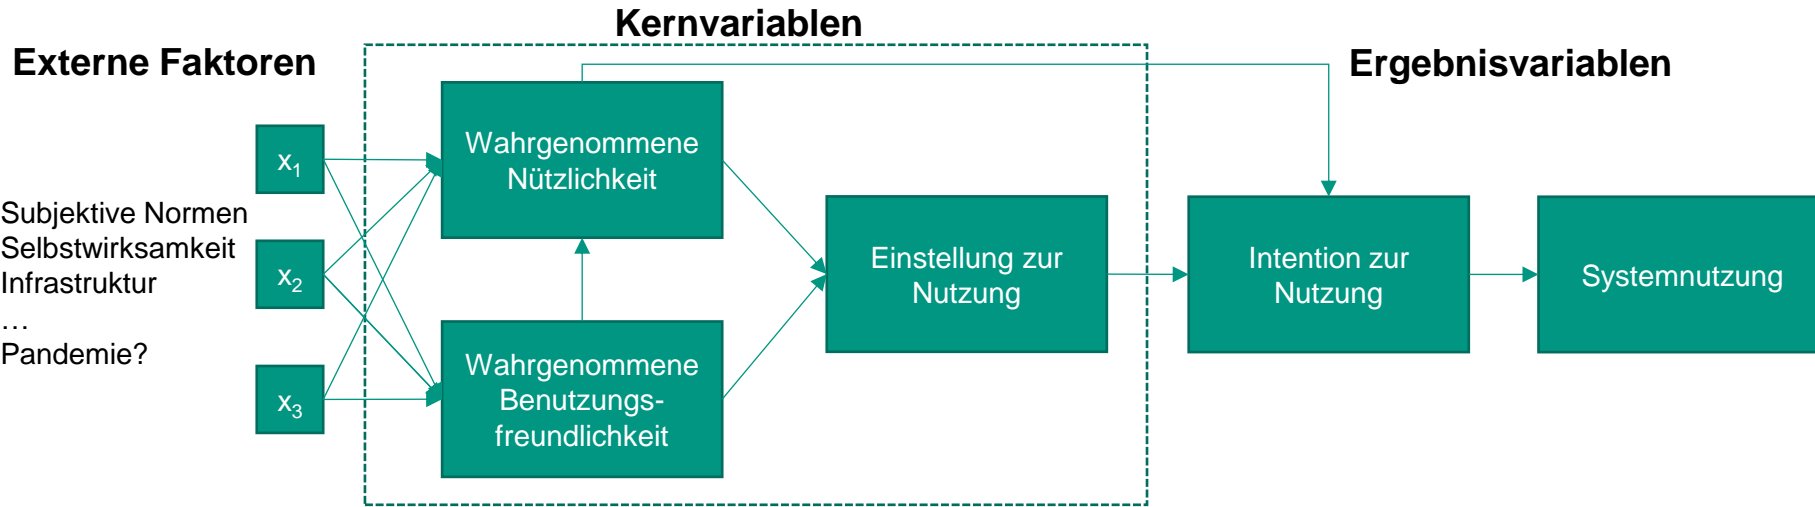 Kernvariablen
Externe Faktoren
Ergebnisvariablen
x₁
x₂
x₃
Subjektive Normen
Selbstwirksamkeit
Infrastruktur
…
Pandemie?
Wahrgenommene
Nützlichkeit
Wahrgenommene
Benutzungs-
freundlichkeit
Einstellung zur
Nutzung
Intention zur
Nutzung
Systemnutzung